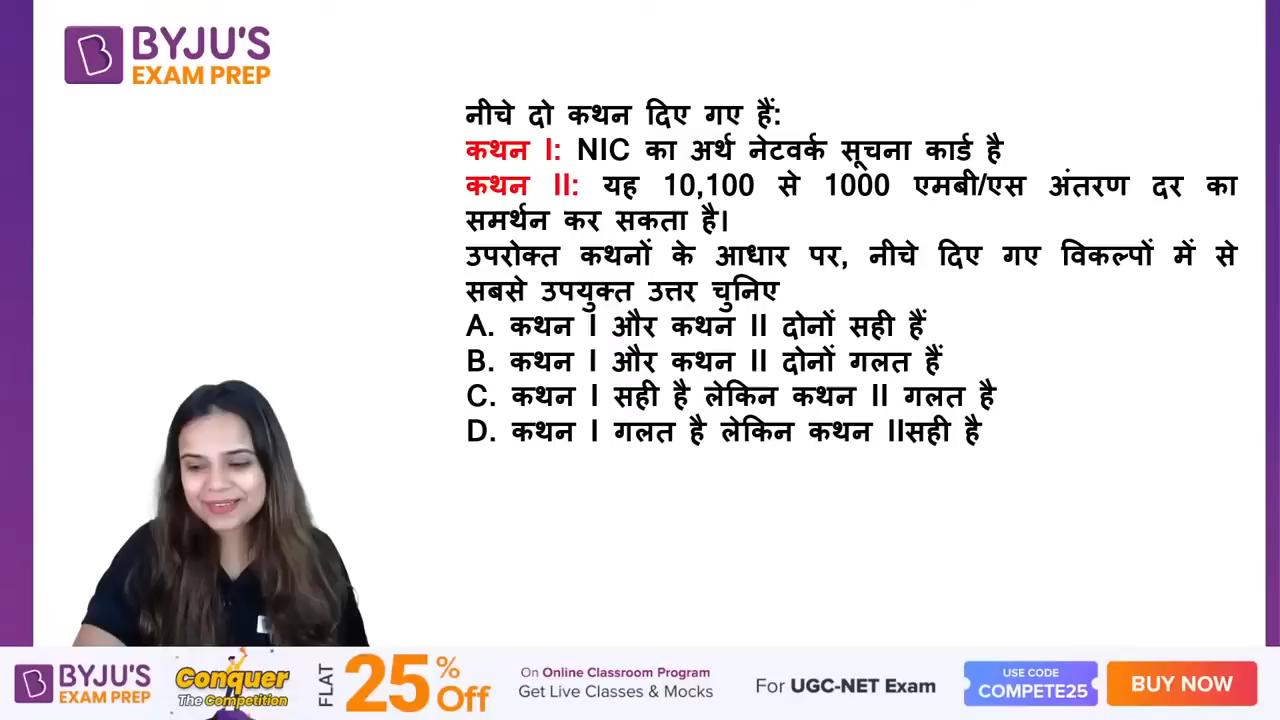 BYJU'S
EXAM PREP
नीचे दो कथन दिए गए हैं:
कथन I: NIC का अर्थ नेटवर्क सूचना कार्ड है
कथन II: यह 10,100 से 1000 एमबी/एस अंतरण दर का
समर्थन कर सकता है।
उपरोक्त कथनों के आधार पर, नीचे दिए गए विकल्पों में से
सबसे उपयुक्त उत्तर चुनिए
A. कथन I और कथन II दोनों सही हैं
B. कथन I और कथन II दोनों गलत हैं
C. कथन I सही है लेकिन कथन II गलत है
D. कथन I गलत है लेकिन कथन IIसही है
BYJU'S
EXAM PREP
Conquer
The Competition
FLAT
25% Off
On Online Classroom Program
Get Live Classes & Mocks
For UGC-NET Exam
USE CODE
COMPETE25
BUY NOW